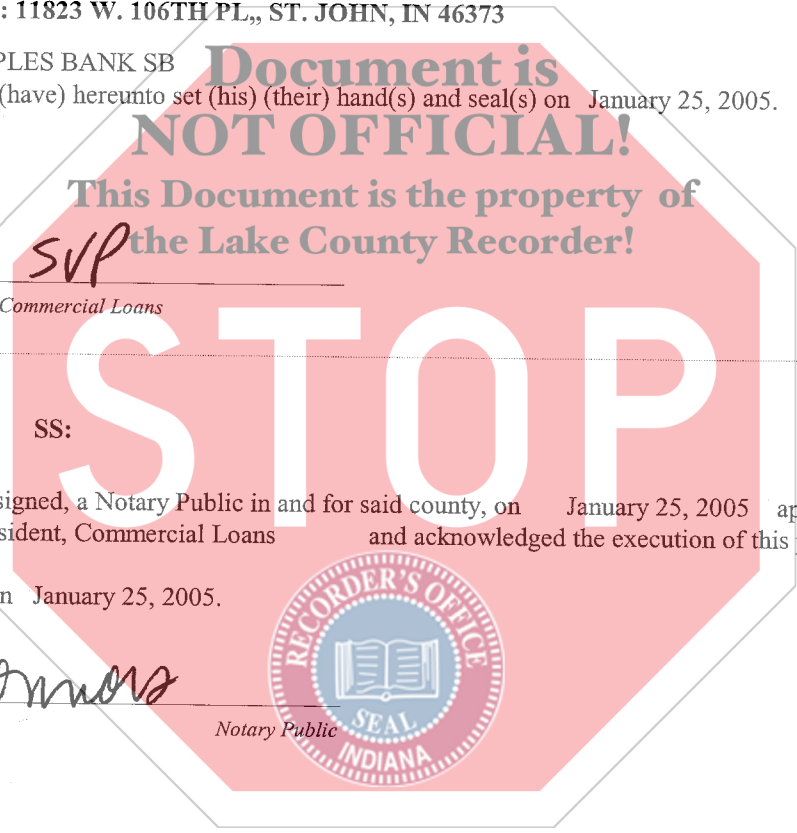 : 11823 W. 106TH PL,, ST. JOHN, IN 46373
PLES BANK SB
Document is
(have) hereunto set (his) (their) hand(s) and seal(s) on January 25, 2005.
NOT OFFICIAL!
This Document is the property of
the Lake County Recorder!
SVP
Commercial Loans
STOP
SS:
signed, a Notary Public in and for said county, on January 25, 2005 ap
sident, Commercial Loans and acknowledged the execution of this
n January 25, 2005.
RECORDER'S OFFICE
SEAL
INDIANA
Notary Public